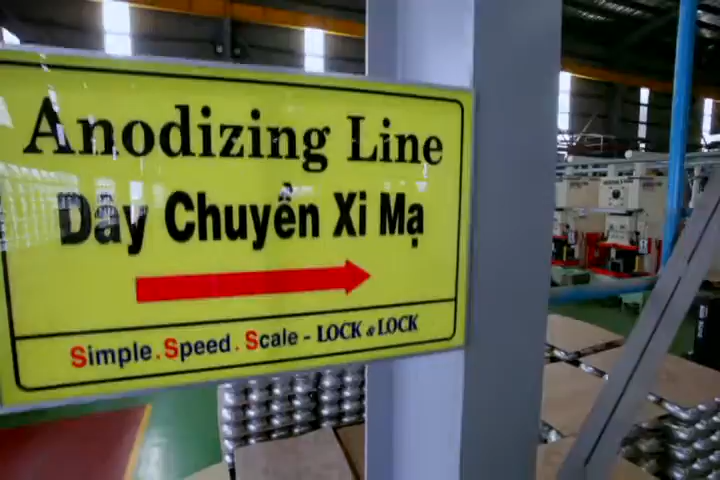 Anodizing Line
Dây Chuyền Xi Mạ
Simple.Speed.Scale - LOCK & LOCK